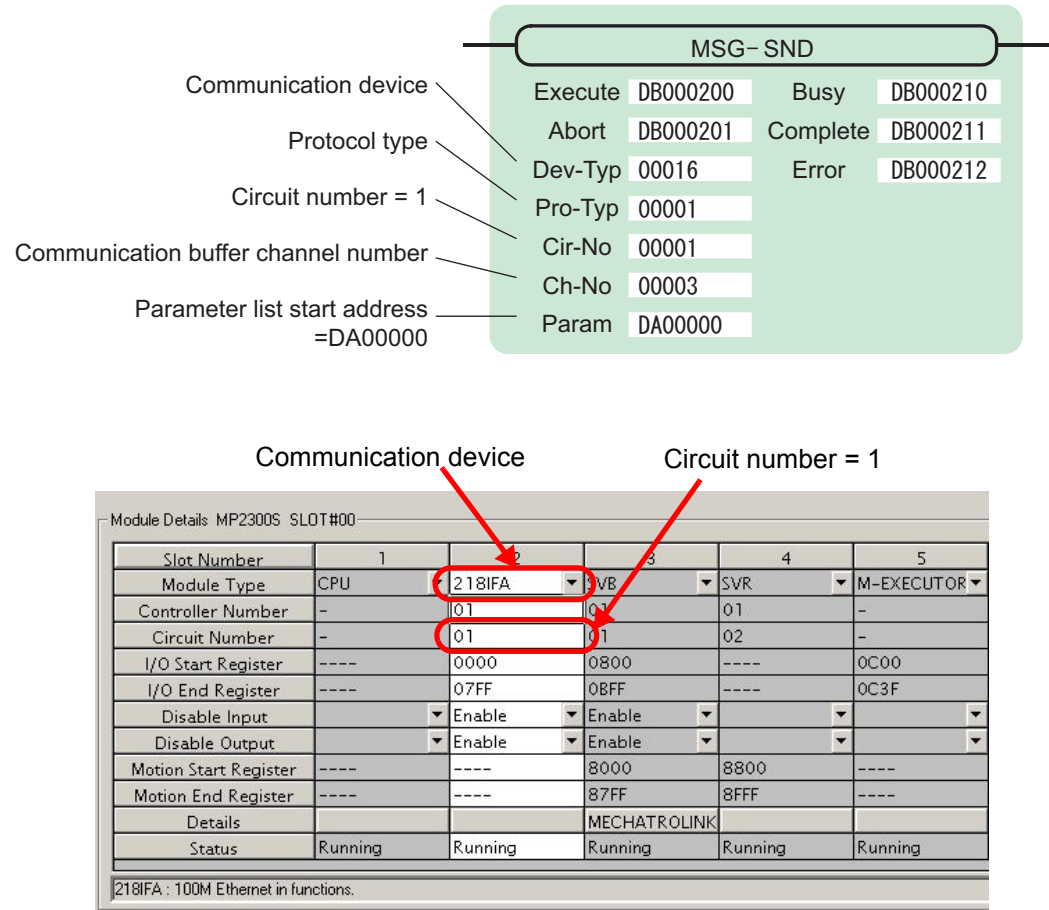 MSG-SND
Communication device
Execute DB000200 Busy DB000210
Protocol type
Abort DB000201 Complete DB000211
Dev-Typ 00016 Error DB000212
Circuit number = 1
Pro-Typ 00001
Communication buffer channel number
Cir-No 00001
Ch-No 00003
Parameter list start address
=DA00000
Param DA00000
Communication device Circuit number = 1
Module Details MP2300S SLOT#00
Slot Number 1 2 3 4 5
Module Type CPU 218IFA SVB SVR M-EXECUTOR
Controller Number - 01 01 01 -
Circuit Number - 01 01 02 -
I/O Start Register ---- 0000 0800 ---- 0C00
I/O End Register ---- 07FF 0BFF ---- 0C3F
Disable Input Enable Enable
Disable Output Enable Enable
Motion Start Register ---- ---- 8000 8800 ----
Motion End Register ---- ---- 87FF 8FFF ----
Details MECHATROLINK
Status Running Running Running Running Running
218IFA : 100M Ethernet in functions.